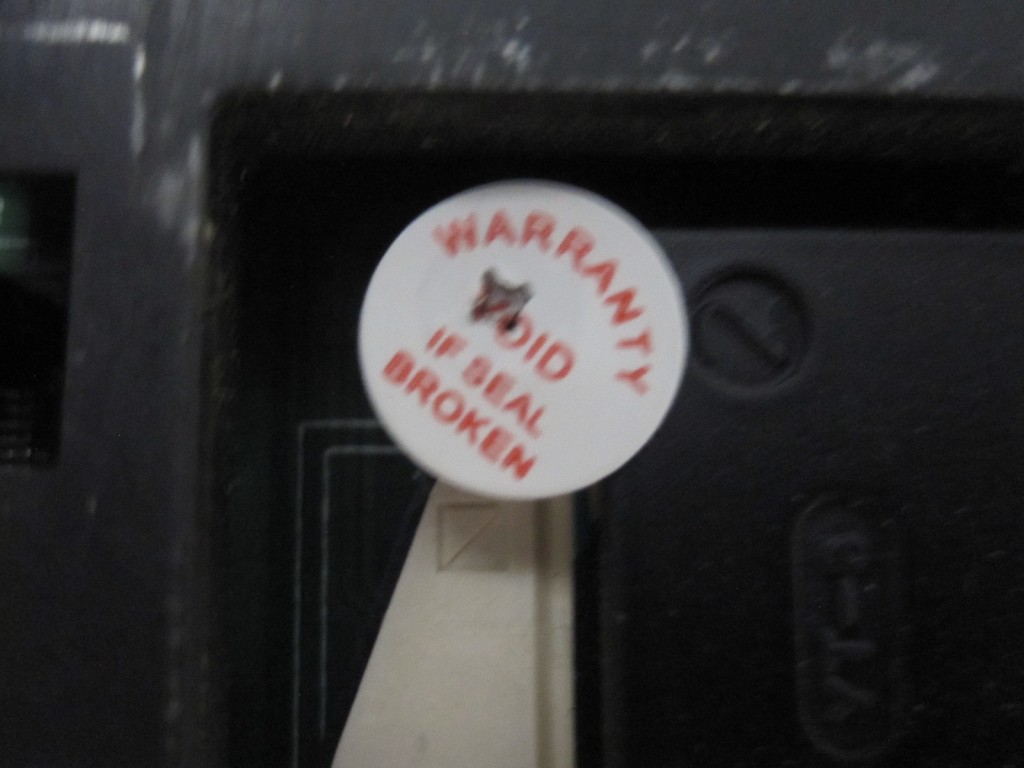 WARRANTY
VOID
IF SEAL
BROKEN